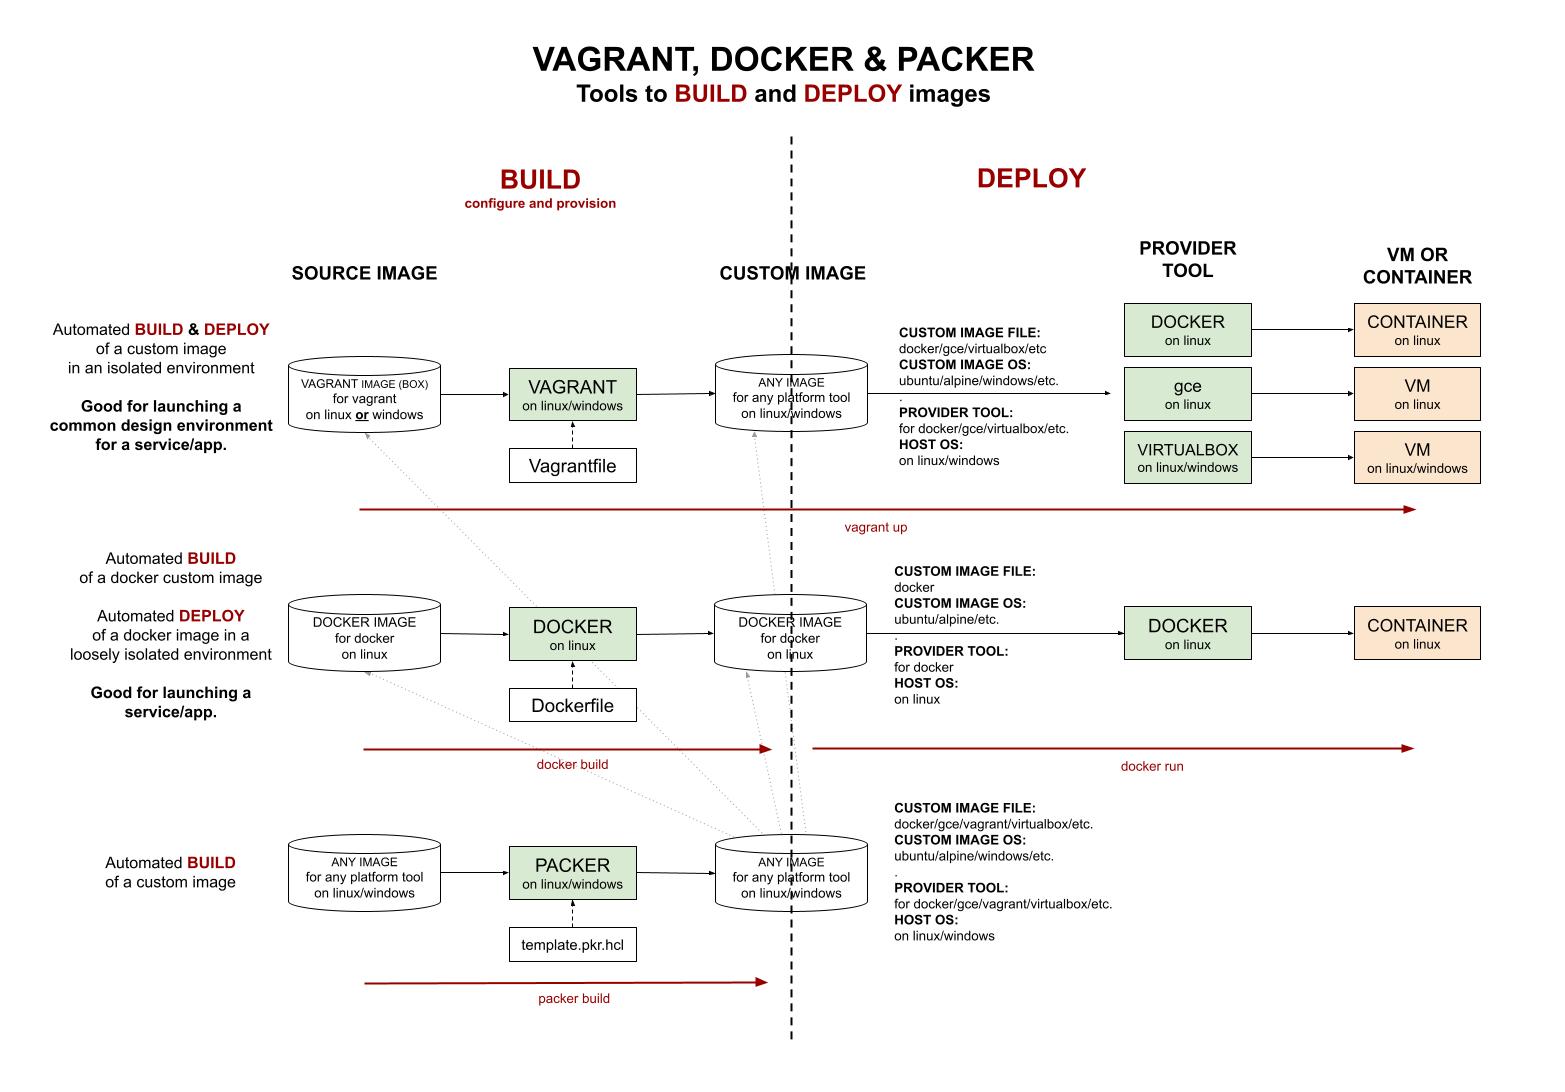 VAGRANT, DOCKER & PACKER
Tools to BUILD and DEPLOY images
BUILD
configure and provision
DEPLOY
SOURCE IMAGE
CUSTOM IMAGE
PROVIDER
TOOL
VM OR
CONTAINER
Automated BUILD & DEPLOY
of a custom image
in an isolated environment
Good for launching a
common design environment
for a service/app.
VAGRANT IMAGE (BOX)
for vagrant
on linux or windows
VAGRANT
on linux/windows
Vagrantfile
ANY IMAGE
for any platform tool
on linux/windows
CUSTOM IMAGE FILE:
docker/gce/virtualbox/etc
CUSTOM IMAGE OS:
ubuntu/alpine/windows/etc.
.
PROVIDER TOOL:
for docker/gce/virtualbox/etc.
HOST OS:
on linux/windows
DOCKER
on linux
CONTAINER
on linux
gce
on linux
VM
on linux
VIRTUALBOX
on linux/windows
VM
on linux/windows
vagrant up
Automated BUILD
of a docker custom image
Automated DEPLOY
of a docker image in a
loosely isolated environment
Good for launching a
service/app.
DOCKER IMAGE
for docker
on linux
DOCKER
on linux
Dockerfile
DOCKER IMAGE
for docker
on linux
CUSTOM IMAGE FILE:
docker
CUSTOM IMAGE OS:
ubuntu/alpine/etc.
.
PROVIDER TOOL:
for docker
HOST OS:
on linux
DOCKER
on linux
CONTAINER
on linux
docker build
docker run
Automated BUILD
of a custom image
ANY IMAGE
for any platform tool
on linux/windows
PACKER
on linux/windows
template.pkr.hcl
ANY IMAGE
for any platform tool
on linux/windows
CUSTOM IMAGE FILE:
docker/gce/vagrant/virtualbox/etc.
CUSTOM IMAGE OS:
ubuntu/alpine/windows/etc.
.
PROVIDER TOOL:
for docker/gce/vagrant/virtualbox/etc.
HOST OS:
on linux/windows
packer build